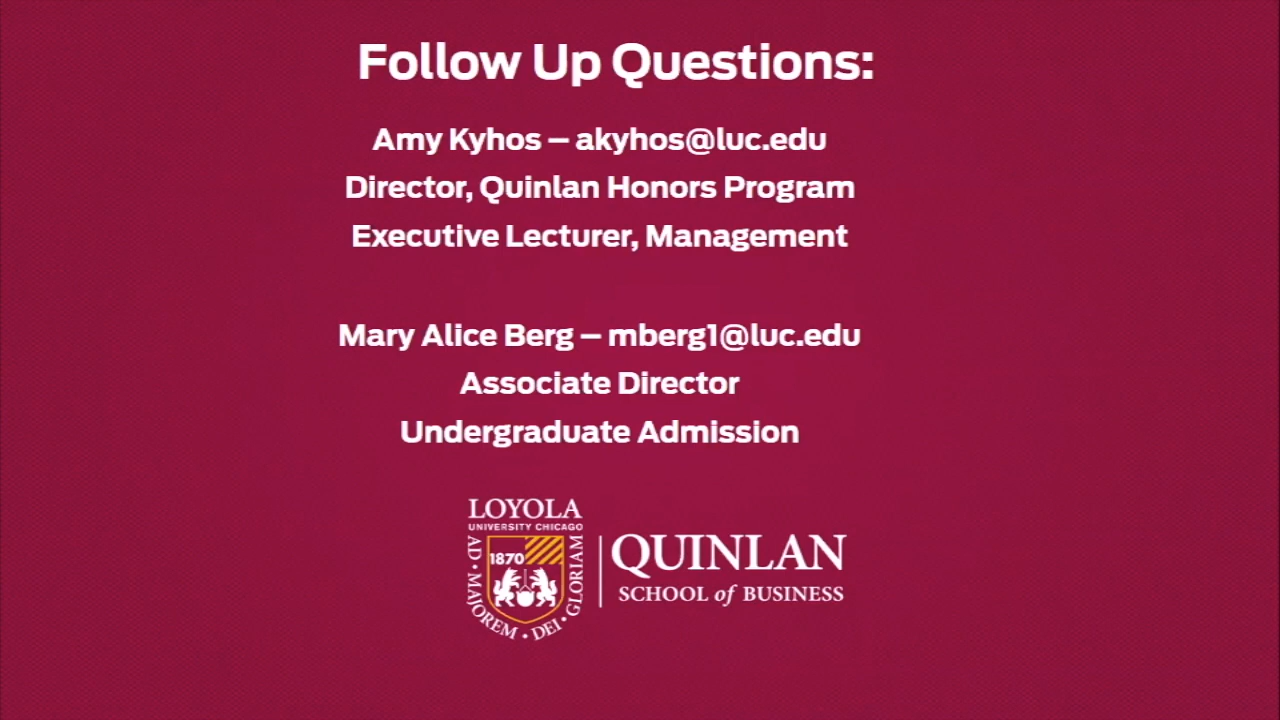 Follow Up Questions:
Amy Kyhos – akyhos@luc.edu
Director, Quinlan Honors Program
Executive Lecturer, Management
Mary Alice Berg – mberg1@luc.edu
Associate Director
Undergraduate Admission
LOYOLA
UNIVERSITY CHICAGO
1870
AD • MAJOREM • DEI • GLORIAM
QUINLAN
SCHOOL of BUSINESS